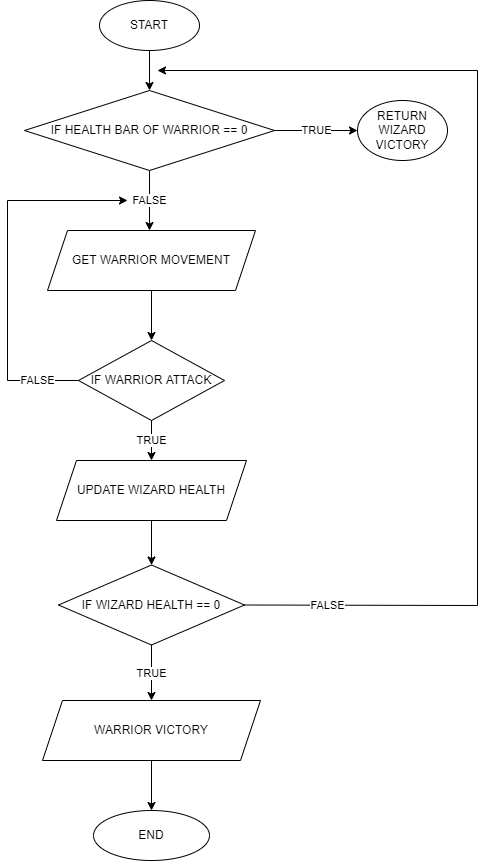 START
IF HEALTH BAR OF WARRIOR == 0
TRUE
RETURN
WIZARD
VICTORY
FALSE
GET WARRIOR MOVEMENT
IF WARRIOR ATTACK
FALSE
TRUE
UPDATE WIZARD HEALTH
IF WIZARD HEALTH == 0
FALSE
TRUE
WARRIOR VICTORY
END